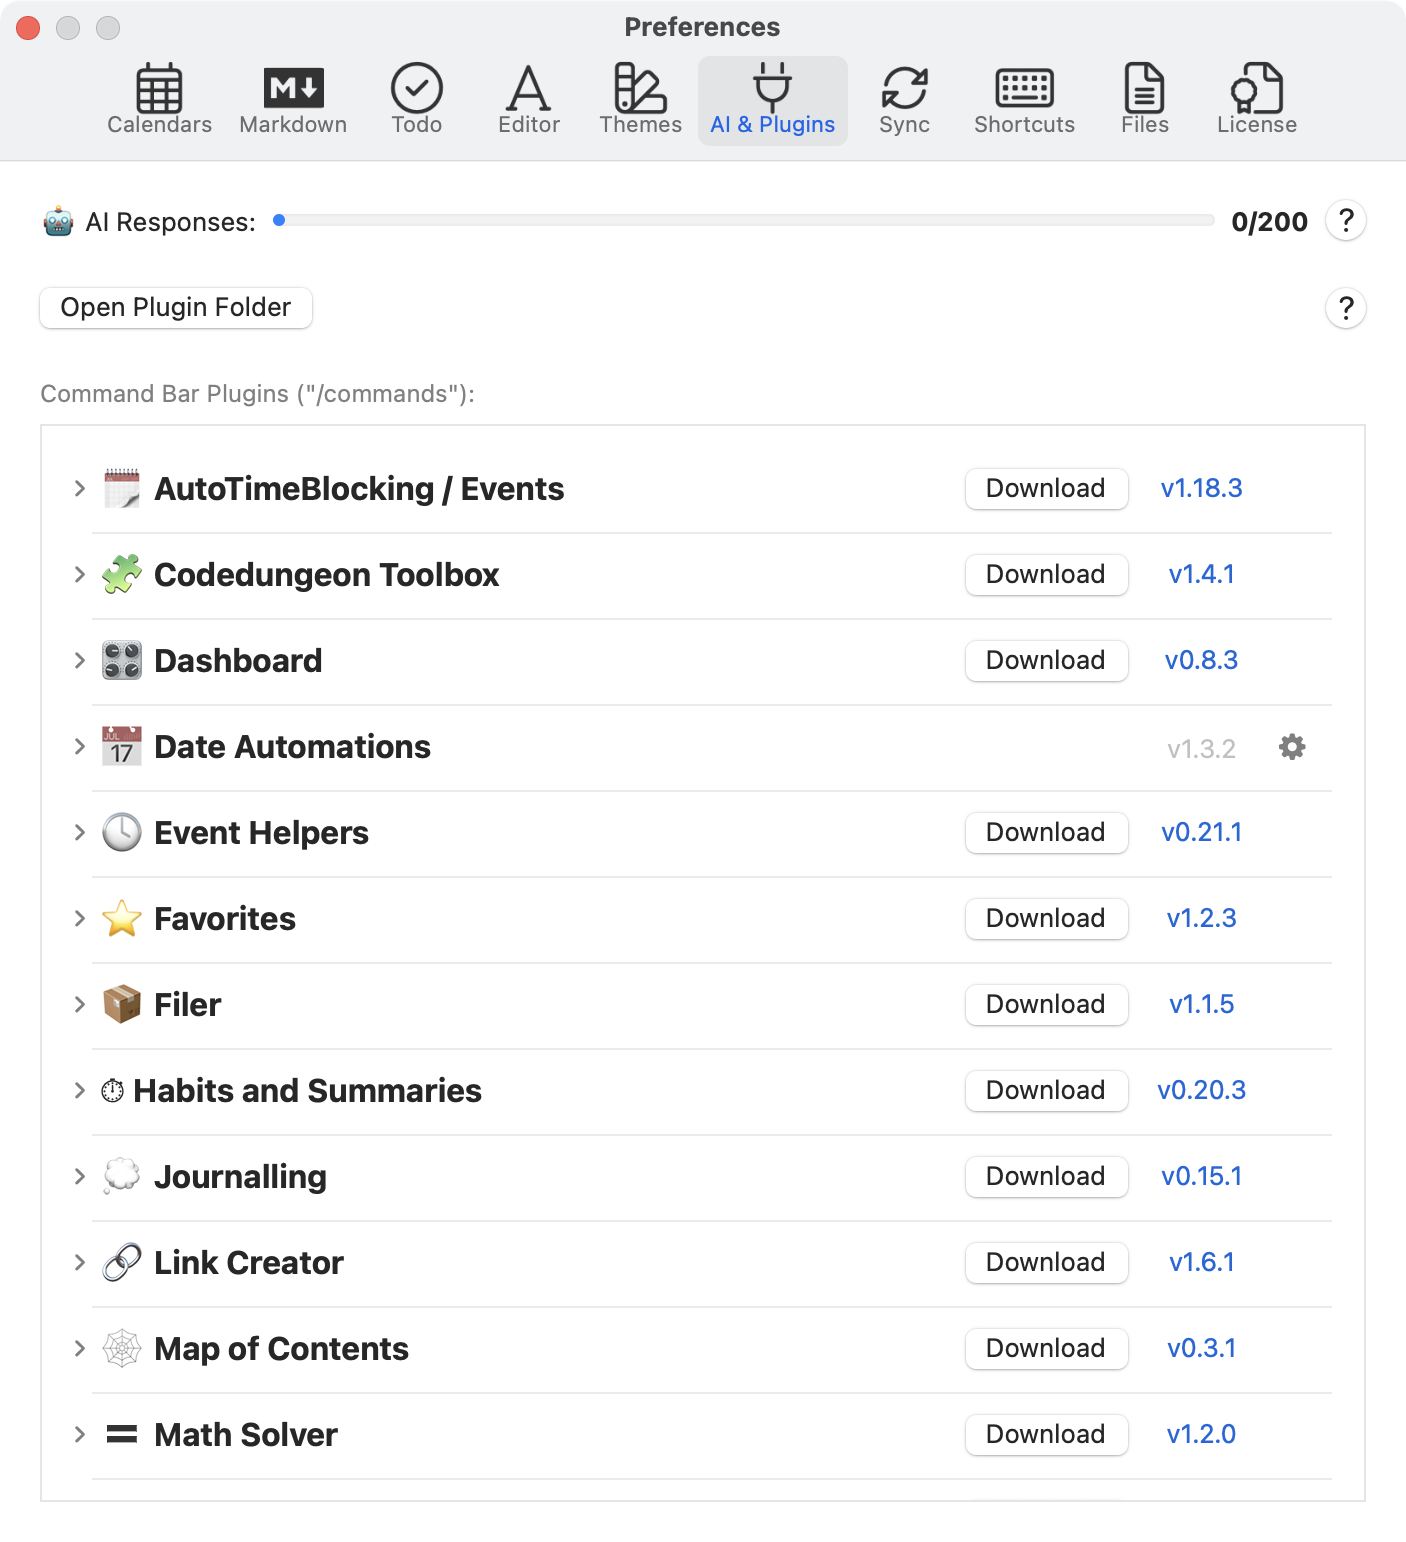 Preferences
Calendars Markdown Todo Editor Themes AI & Plugins Sync Shortcuts Files License
AI Responses: 0/200 ?
Open Plugin Folder ?
Command Bar Plugins ("/commands"):
AutoTimeBlocking / Events Download v1.18.3
Codedungeon Toolbox Download v1.4.1
Dashboard Download v0.8.3
JUL 17 Date Automations v1.3.2
Event Helpers Download v0.21.1
Favorites Download v1.2.3
Filer Download v1.1.5
Habits and Summaries Download v0.20.3
Journalling Download v0.15.1
Link Creator Download v1.6.1
Map of Contents Download v0.3.1
Math Solver Download v1.2.0